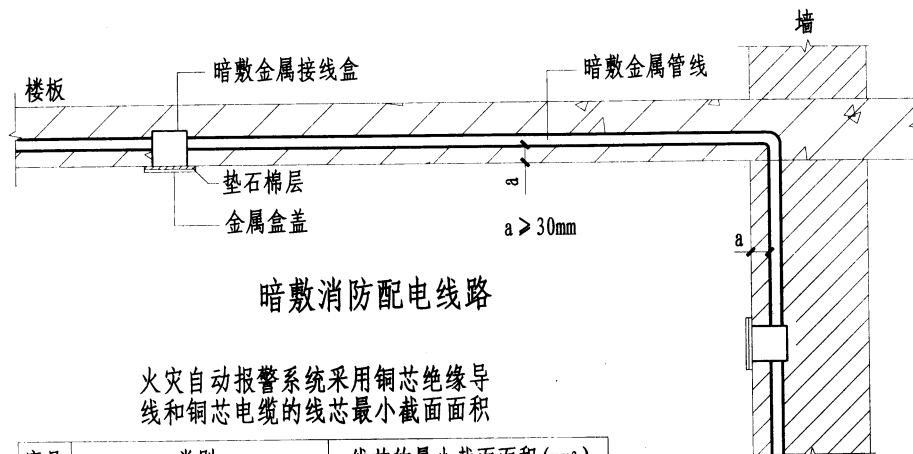 墙
暗敷金属接线盒
暗敷金属管线
楼板
垫石棉层
a
金属盒盖
a≥30mm
a
暗敷消防配电线路
火灾自动报警系统采用铜芯绝缘导
线和铜芯电缆的线芯最小截面面积